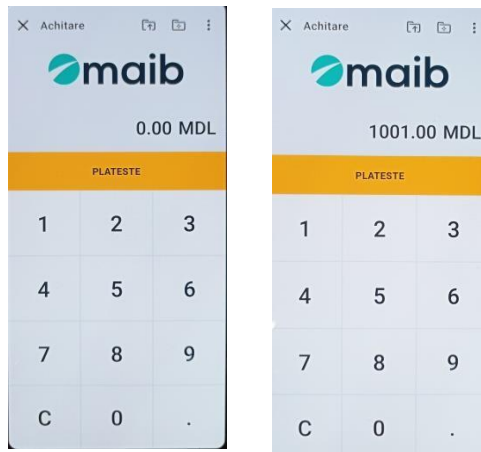 Achitare
maib
0.00 MDL
PLATESTE
1 2 3
4 5 6
7 8 9
C 0 .
Achitare
maib
1001.00 MDL
PLATESTE
1 2 3
4 5 6
7 8 9
C 0 .